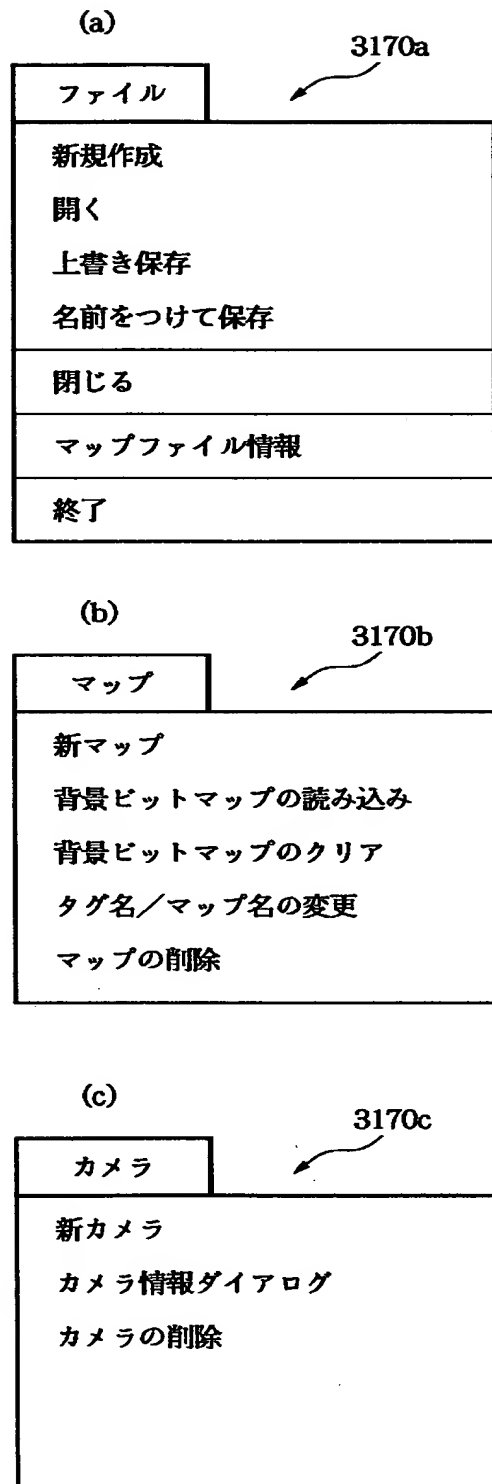 (a)
3170a
ファイル
新規作成
開く
上書き保存
名前をつけて保存
閉じる
マップファイル情報
終了
(b)
3170b
マップ
新マップ
背景ビットマップの読み込み
背景ビットマップのクリア
タグ名／マップ名の変更
マップの削除
(c)
3170c
カメラ
新カメラ
カメラ情報ダイアログ
カメラの削除